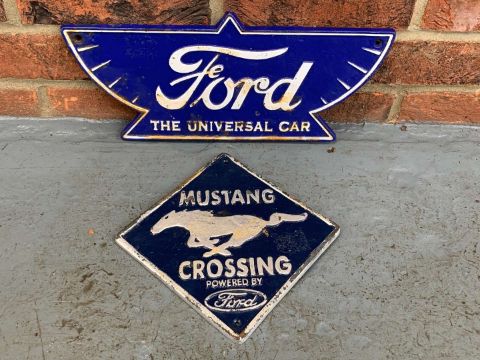 Ford
THE UNIVERSAL CAR
MUSTANG
CROSSING
POWERED BY
Ford